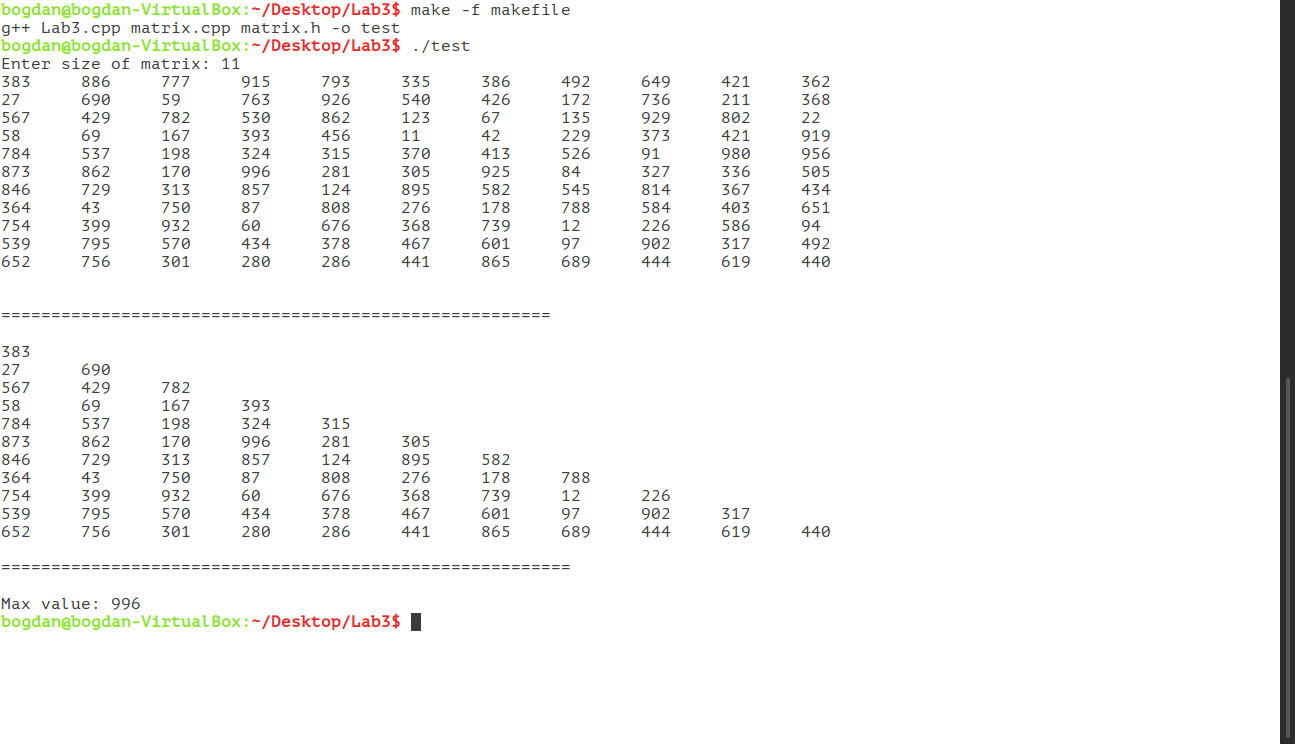 bogdan@bogdan-VirtualBox:~/Desktop/Lab3$ make -f makefile
g++ Lab3.cpp matrix.cpp matrix.h -o test
bogdan@bogdan-VirtualBox:~/Desktop/Lab3$ ./test
Enter size of matrix: 11
383     886     777     915     793     335     386     492     649     421     362
27      690     59      763     926     540     426     172     736     211     368
567     429     782     530     862     123     67      135     929     802     22
58      69      167     393     456     11      42      229     373     421     919
784     537     198     324     315     370     413     526     91      980     956
873     862     170     996     281     305     925     84      327     336     505
846     729     313     857     124     895     582     545     814     367     434
364     43      750     87      808     276     178     788     584     403     651
754     399     932     60      676     368     739     12      226     586     94
539     795     570     434     378     467     601     97      902     317     492
652     756     301     280     286     441     865     689     444     619     440
=======================================================
383
27      690
567     429     782
58      69      167     393
784     537     198     324     315
873     862     170     996     281     305
846     729     313     857     124     895     582
364     43      750     87      808     276     178     788
754     399     932     60      676     368     739     12      226
539     795     570     434     378     467     601     97      902     317
652     756     301     280     286     441     865     689     444     619     440
=========================================================
Max value: 996
bogdan@bogdan-VirtualBox:~/Desktop/Lab3$